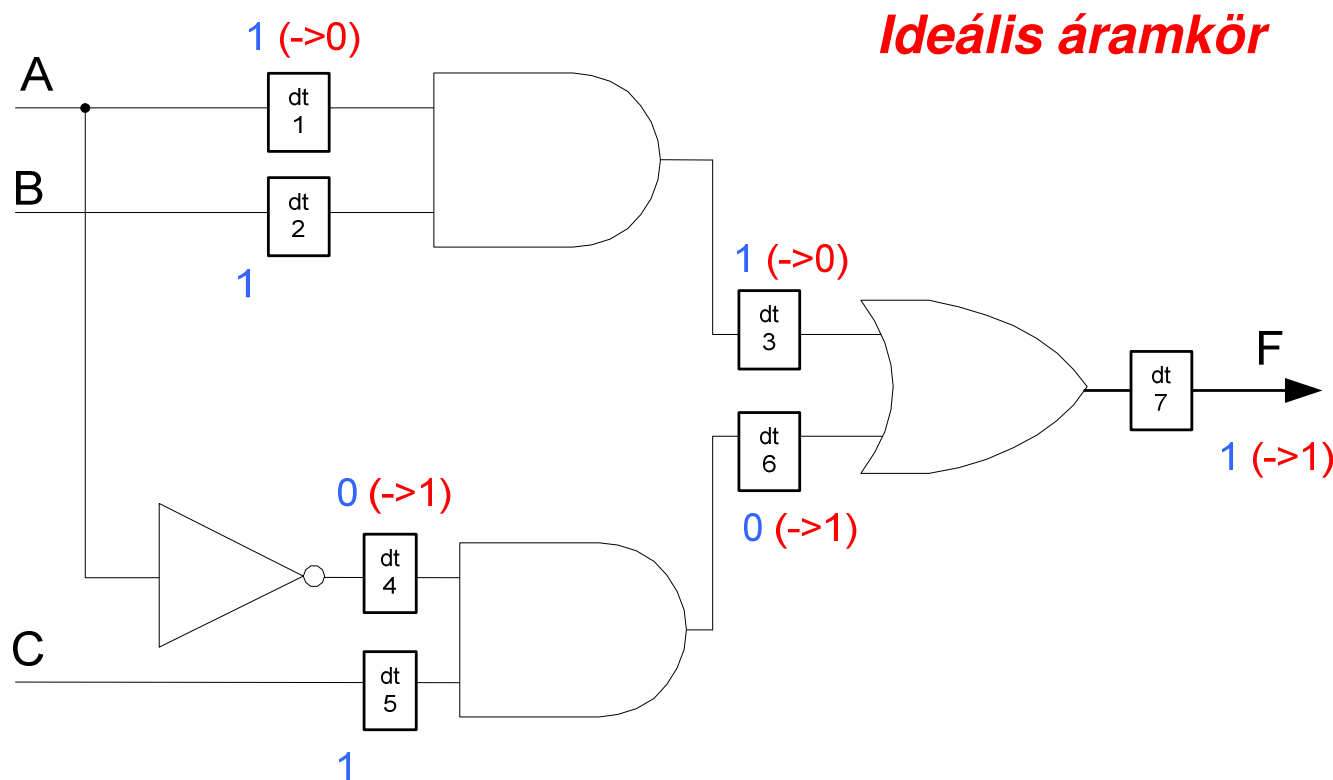 Ideális áramkör
1 (->0)
A
dt
1
B
dt
2
1
1 (->0)
dt
3
F
dt
7
1 (->1)
dt
6
0 (->1)
0 (->1)
dt
4
C
dt
5
1